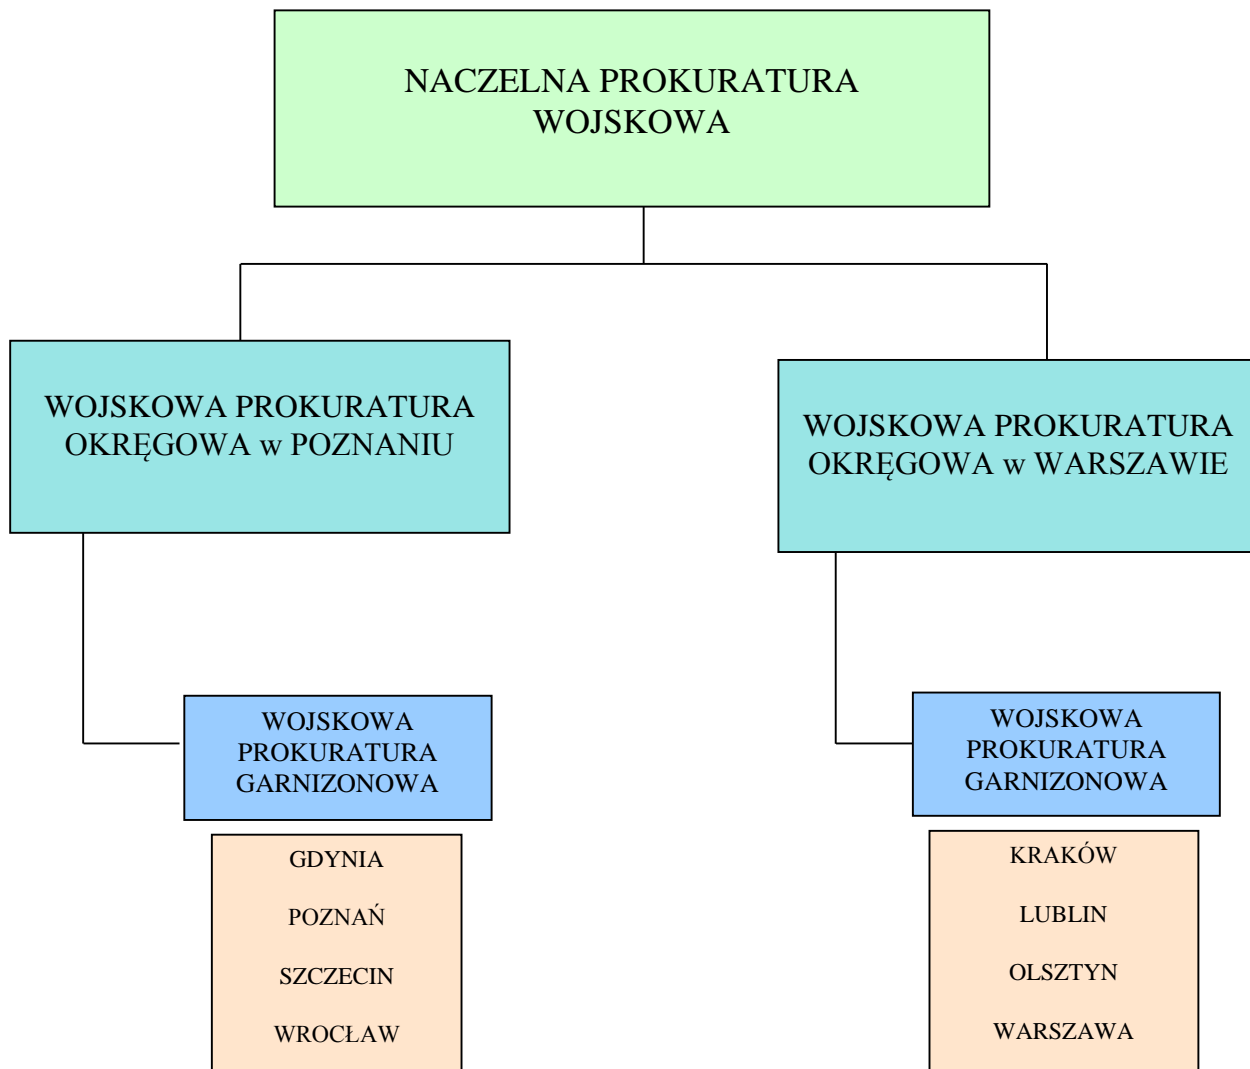 NACZELNA PROKURATURA
WOJSKOWA
WOJSKOWA PROKURATURA
OKRĘGOWA w POZNANIU
WOJSKOWA PROKURATURA
OKRĘGOWA w WARSZAWIE
WOJSKOWA
PROKURATURA
GARNIZONOWA
GDYNIA
POZNAŃ
SZCZECIN
WROCŁAW
WOJSKOWA
PROKURATURA
GARNIZONOWA
KRAKÓW
LUBLIN
OLSZTYN
WARSZAWA